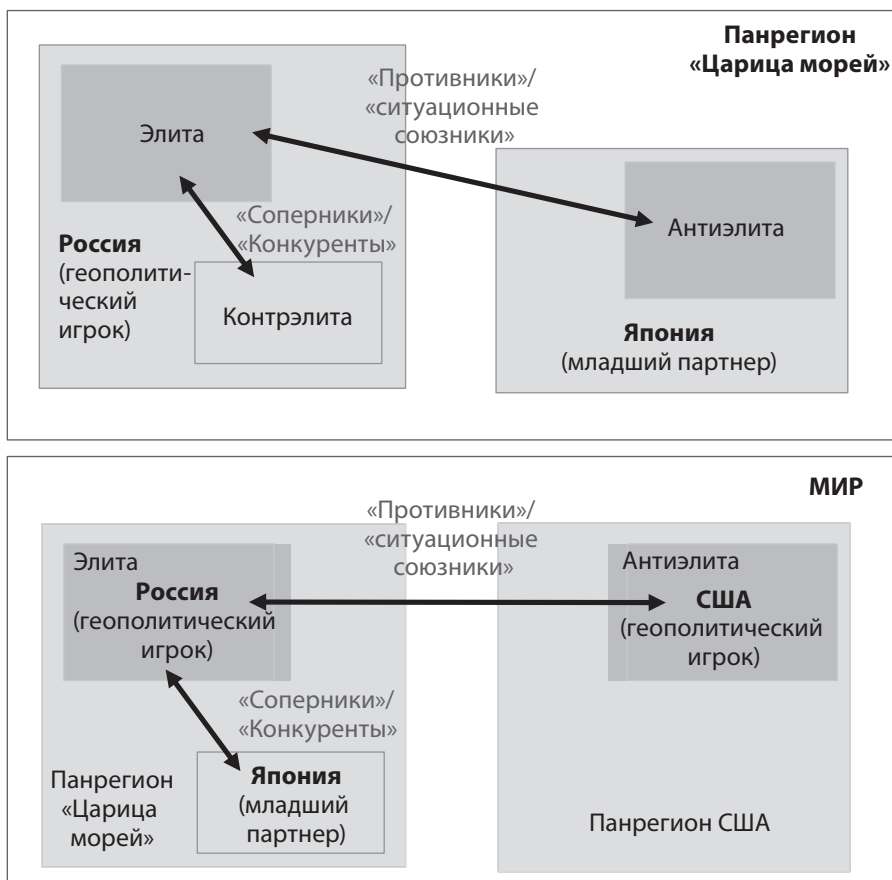 Панрегион
«Царица морей»
«Противники»/
«ситуационные
союзники»
Элита
Антиэлита
«Соперники»/
«Конкуренты»
Россия
(геополити-
ческий
игрок)
Контрэлита
Япония
(младший партнер)
МИР
«Противники»/
«ситуационные
союзники»
Элита
Россия
(геополитический
игрок)
Антиэлита
США
(геополитический
игрок)
«Соперники»/
«Конкуренты»
Панрегион
«Царица
морей»
Япония
(младший
партнер)
Панрегион США